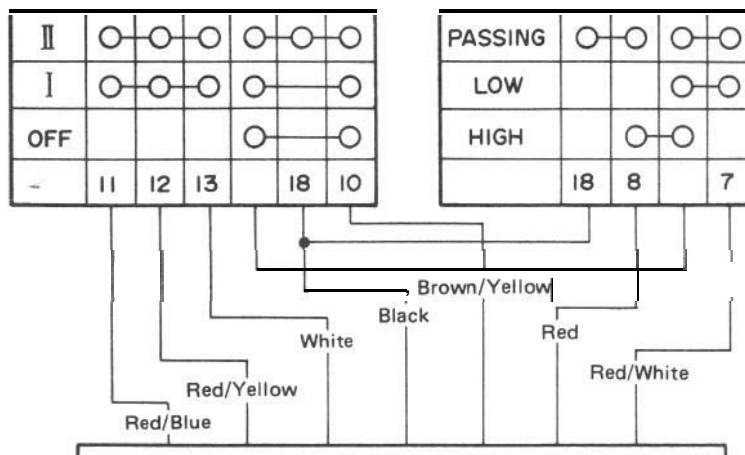 II
I
OFF
- 11 12 13 18 10
PASSING
LOW
HIGH
18 8 7
Brown/Yellow
Black
White
Red
Red/White
Red/Yellow
Red/Blue